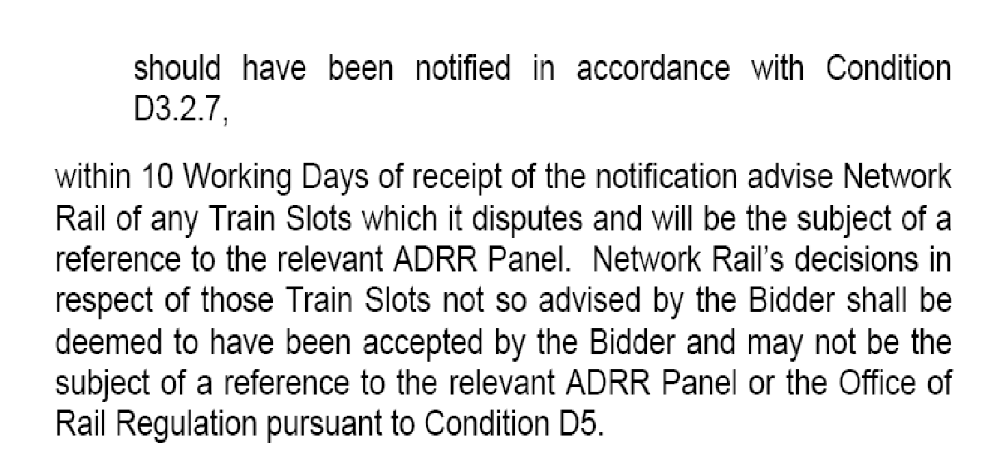 should have been notified in accordance with Condition
D3.2.7,
within 10 Working Days of receipt of the notification advise Network
Rail of any Train Slots which it disputes and will be the subject of a
reference to the relevant ADRR Panel.  Network Rail’s decisions in
respect of those Train Slots not so advised by the Bidder shall be
deemed to have been accepted by the Bidder and may not be the
subject of a reference to the relevant ADRR Panel or the Office of
Rail Regulation pursuant to Condition D5.